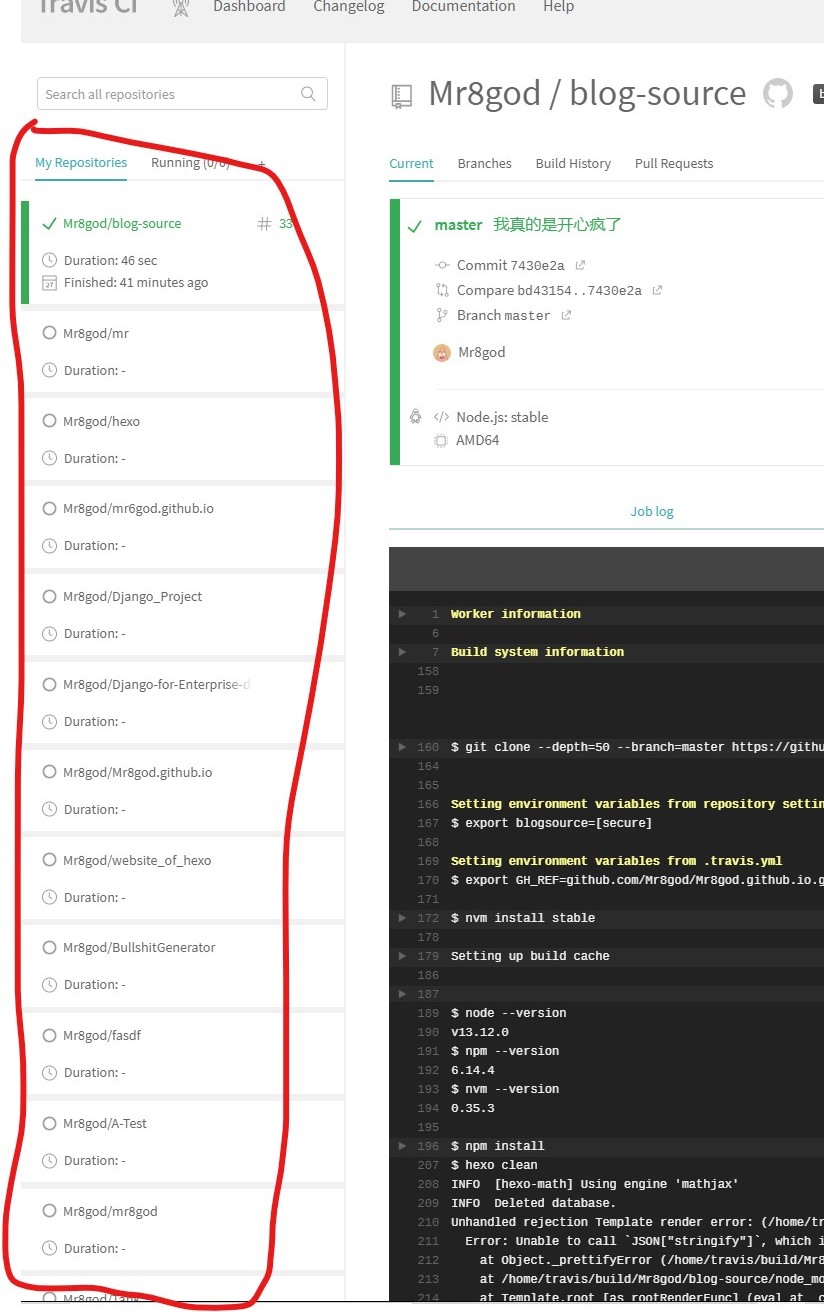 Travis CI
Dashboard Changelog Documentation Help
Search all repositories
My Repositories Running (0/0) +
Mr8god/blog-source # 33
Duration: 46 sec
Finished: 41 minutes ago
Mr8god/mr
Duration: -
Mr8god/hexo
Duration: -
Mr8god/mr6god.github.io
Duration: -
Mr8god/Django_Project
Duration: -
Mr8god/Django-for-Enterprise-d
Duration: -
Mr8god/Mr8god.github.io
Duration: -
Mr8god/website_of_hexo
Duration: -
Mr8god/BullshitGenerator
Duration: -
Mr8god/fasdf
Duration: -
Mr8god/A-Test
Duration: -
Mr8god/mr8god
Duration: -
Mr8god / blog-source
Current Branches Build History Pull Requests
master 我真的是开心疯了
Commit 7430e2a
Compare bd43154..7430e2a
Branch master
Mr8god
Node.js: stable
AMD64
Job log
1 Worker information
6
7 Build system information
158
159
160 $ git clone --depth=50 --branch=master https://githu
164
165
166 Setting environment variables from repository settin
167 $ export blogsource=[secure]
168
169 Setting environment variables from .travis.yml
170 $ export GH_REF=github.com/Mr8god/Mr8god.github.io.g
171
172 $ nvm install stable
178
179 Setting up build cache
186
187
189 $ node --version
190 v13.12.0
191 $ npm --version
192 6.14.4
193 $ nvm --version
194 0.35.3
195
196 $ npm install
207 $ hexo clean
208 INFO [hexo-math] Using engine 'mathjax'
209 INFO Deleted database.
210 Unhandled rejection Template render error: (/home/tr
211 Error: Unable to call `JSON["stringify"]`, which i
212 at Object._prettifyError (/home/travis/build/Mr8
213 at /home/travis/build/Mr8god/blog-source/node_mo
214 at Template.root [as rootRenderFunc] (eval at _c